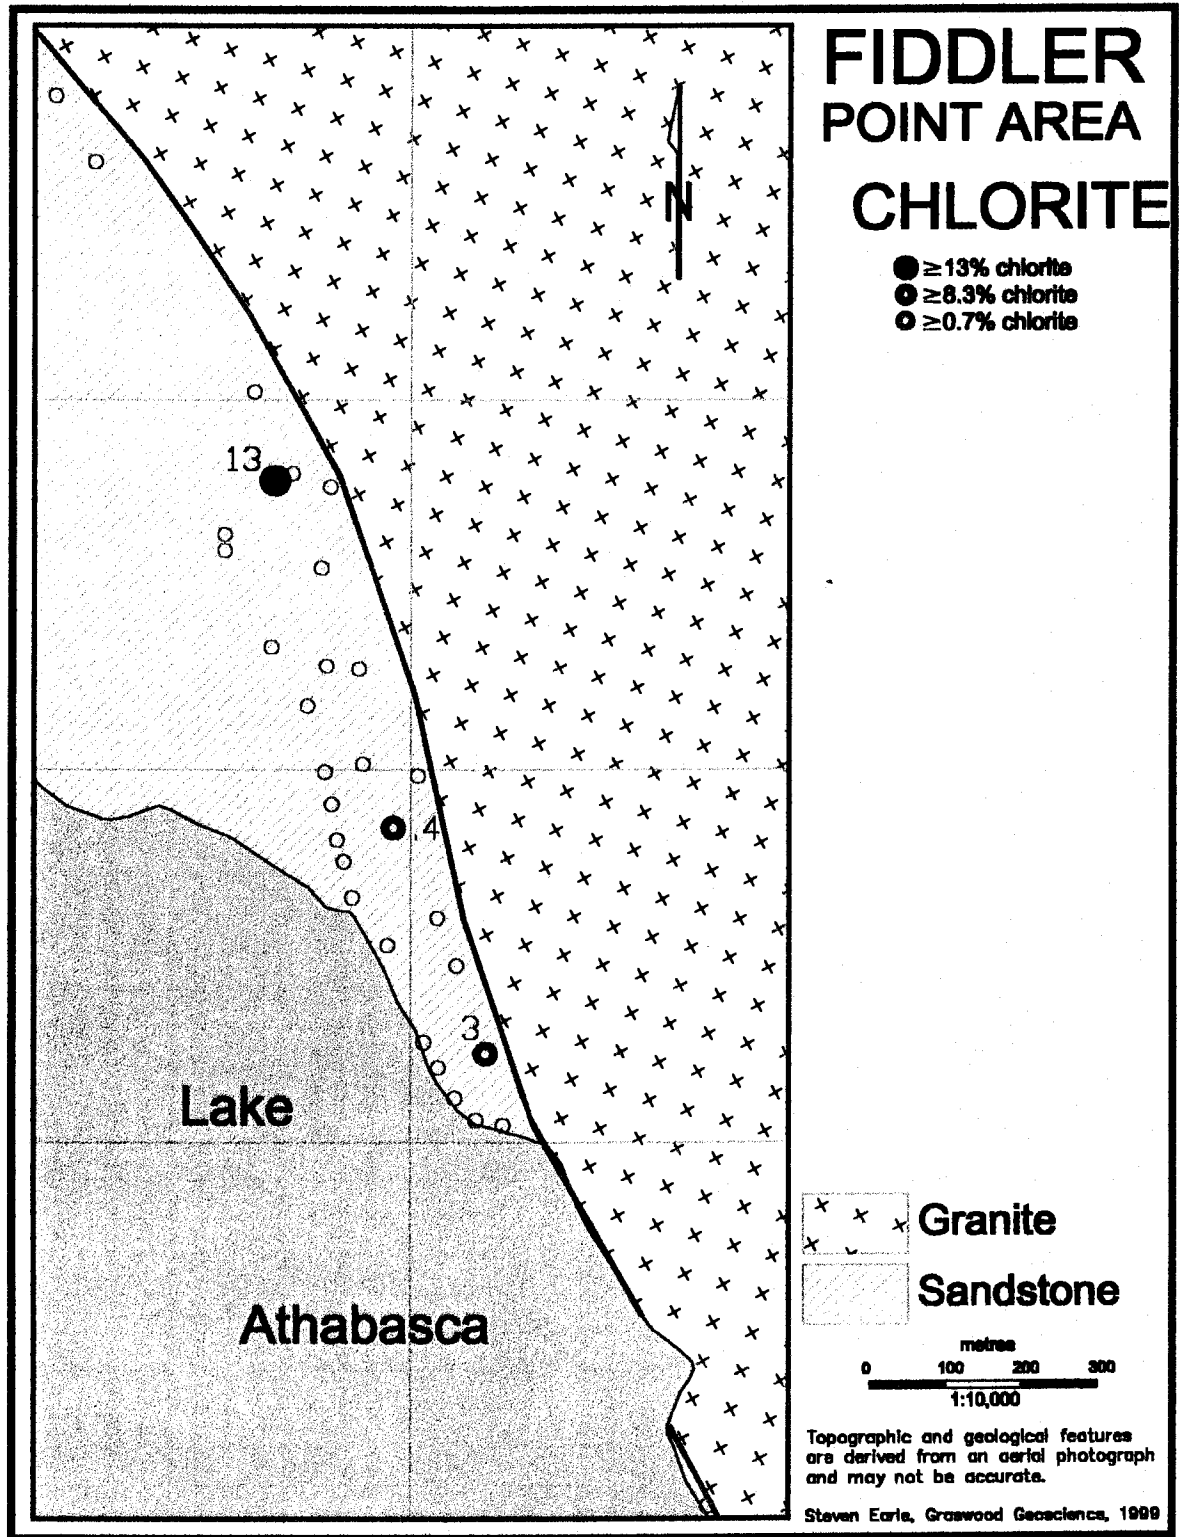 FIDDLER
POINT AREA
CHLORITE
≥13% chlorite
≥8.3% chlorite
≥0.7% chlorite
N
13
.4
3
Lake
Athabasca
Granite
Sandstone
metres
0 100 200 300
1:10,000
Topographic and geological features
are derived from an aerial photograph
and may not be accurate.
Steven Earle, Grasswood Geoscience, 1999